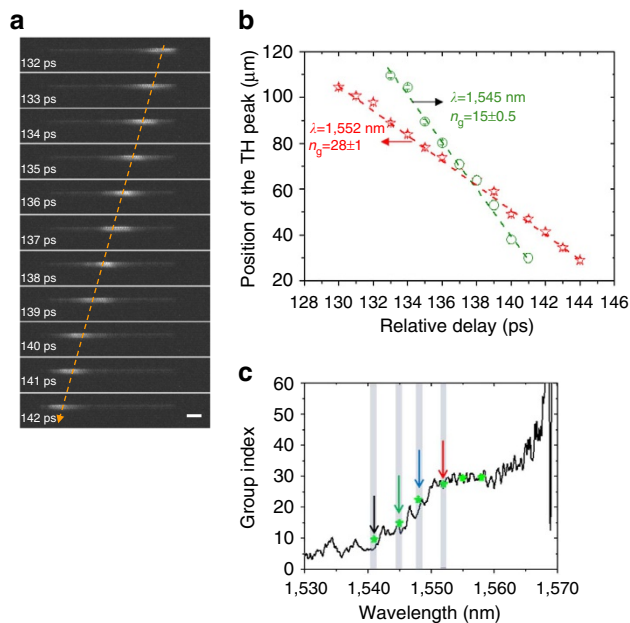 a
132 ps
133 ps
134 ps
135 ps
136 ps
137 ps
138 ps
139 ps
140 ps
141 ps
142 ps
b
Position of the TH peak (μm)
120
100
80
60
40
20
λ=1,545 nm
ng=15±0.5
λ=1,552 nm
ng=28±1
128 130 132 134 136 138 140 142 144 146
Relative delay (ps)
c
Group index
60
50
40
30
20
10
0
1,530 1,540 1,550 1,560 1,570
Wavelength (nm)